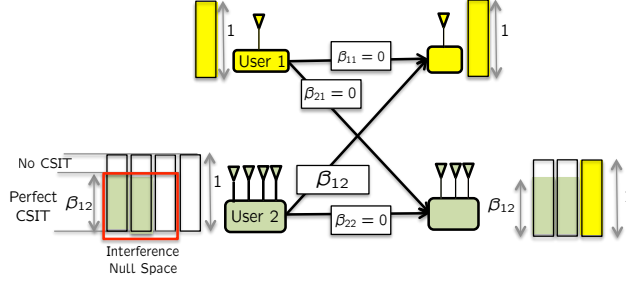 1
User 1
β₁₁ = 0
1
β₂₁ = 0
No CSIT
Perfect
CSIT
β₁₂
1
User 2
β₁₂
β₂₂ = 0
β₁₂
Interference
Null Space